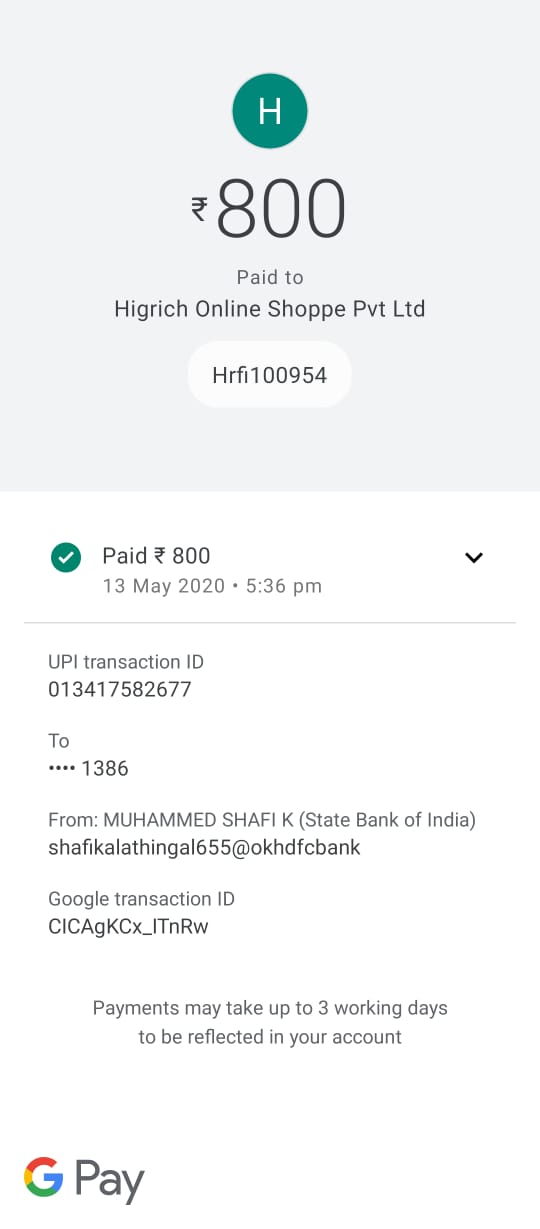 H
₹800
Paid to
Higrich Online Shoppe Pvt Ltd
Hrfi100954
Paid ₹ 800
13 May 2020 • 5:36 pm
UPI transaction ID
013417582677
To
•••• 1386
From: MUHAMMED SHAFI K (State Bank of India)
shafikalathingal655@okhdfcbank
Google transaction ID
CICAgKCx_ITnRw
Payments may take up to 3 working days
to be reflected in your account
G Pay